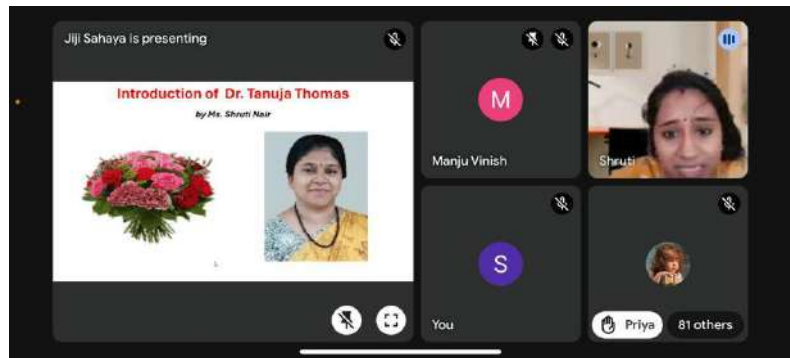 Jiji Sahaya is presenting
Introduction of Dr. Tanuja Thomas
by Ms. Shruti Nair
M
Manju Vinish
Shruti
S
You
Priya
81 others